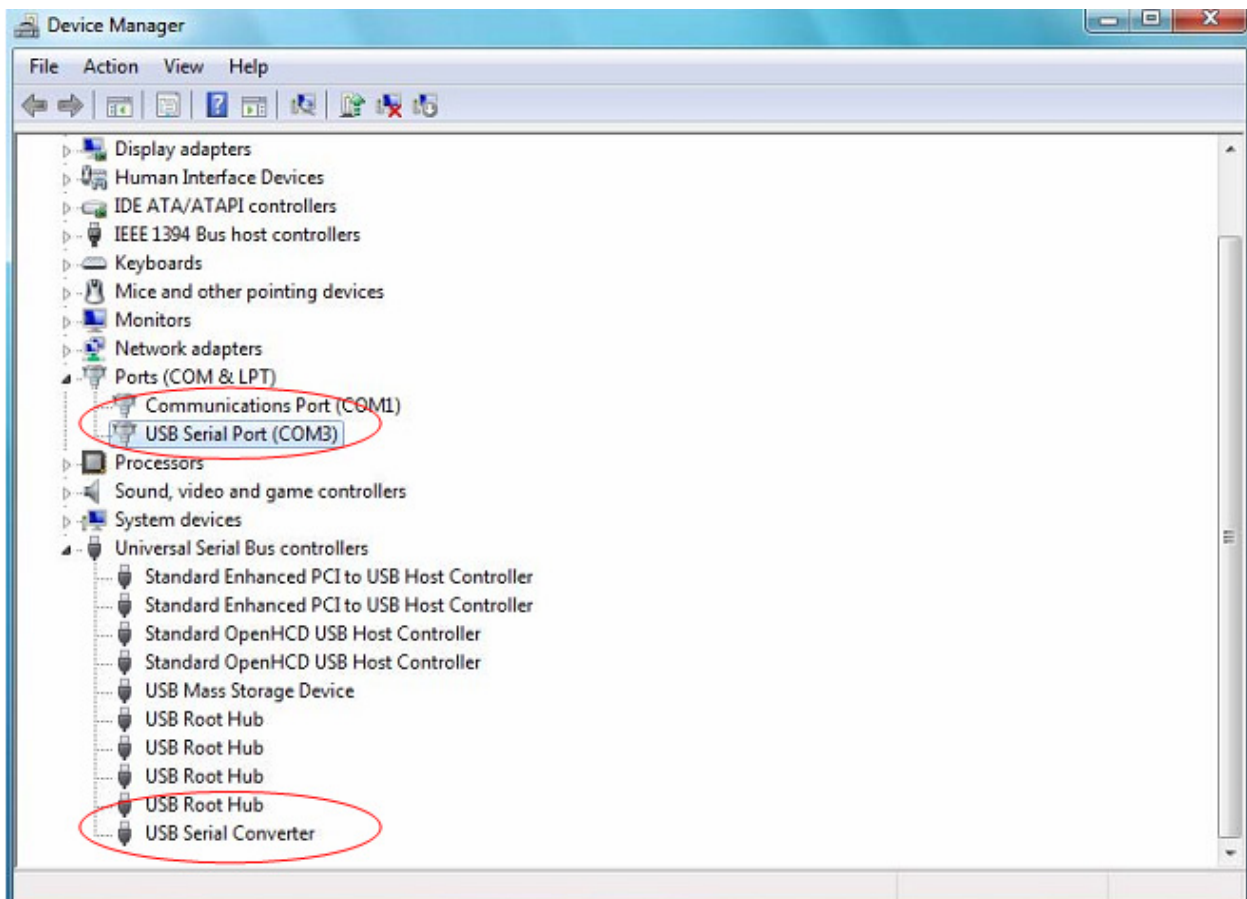 Device Manager
File Action View Help
Display adapters
Human Interface Devices
IDE ATA/ATAPI controllers
IEEE 1394 Bus host controllers
Keyboards
Mice and other pointing devices
Monitors
Network adapters
Ports (COM & LPT)
Communications Port (COM1)
USB Serial Port (COM3)
Processors
Sound, video and game controllers
System devices
Universal Serial Bus controllers
Standard Enhanced PCI to USB Host Controller
Standard Enhanced PCI to USB Host Controller
Standard OpenHCD USB Host Controller
Standard OpenHCD USB Host Controller
USB Mass Storage Device
USB Root Hub
USB Root Hub
USB Root Hub
USB Root Hub
USB Serial Converter